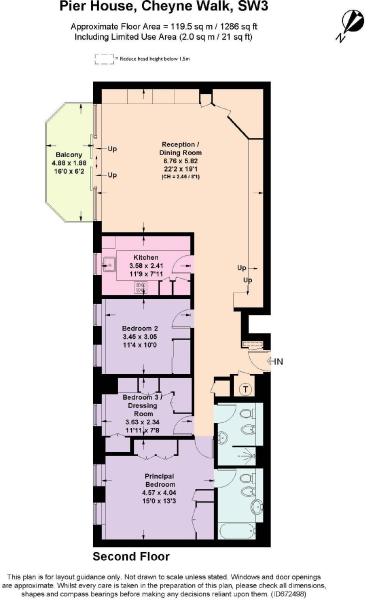 Pier House, Cheyne Walk, SW3
Approximate Floor Area = 119.5 sq m / 1286 sq ft
Including Limited Use Area (2.0 sq m / 21 sq ft)
= Reduce head height below 1.5m
N
Reception /
Dining Room
6.76 x 5.82
22'2 x 19'1
(CH = 2.46 / 8'1)
Up
Balcony
4.88 x 1.88
16'0 x 6'2
Up
Kitchen
3.58 x 2.41
11'9 x 7'11
Up
Up
Bedroom 2
3.45 x 3.05
11'4 x 10'0
IN
T
Bedroom 3 /
Dressing
Room
3.63 x 2.34
11'11 x 7'8
Principal
Bedroom
4.57 x 4.04
15'0 x 13'3
Second Floor
This plan is for layout guidance only. Not drawn to scale unless stated. Windows and door openings
are approximate. Whilst every care is taken in the preparation of this plan, please check all dimensions,
shapes and compass bearings before making any decisions reliant upon them. (ID672498)